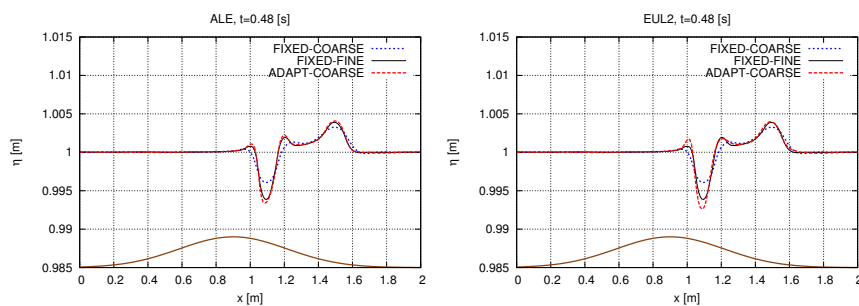 ALE, t=0.48 [s]
1.015
1.01
1.005
1
0.995
0.99
0.985
η [m]
FIXED-COARSE
FIXED-FINE
ADAPT-COARSE
0 0.2 0.4 0.6 0.8 1 1.2 1.4 1.6 1.8 2
x [m]
EUL2, t=0.48 [s]
1.015
1.01
1.005
1
0.995
0.99
0.985
η [m]
FIXED-COARSE
FIXED-FINE
ADAPT-COARSE
0 0.2 0.4 0.6 0.8 1 1.2 1.4 1.6 1.8 2
x [m]